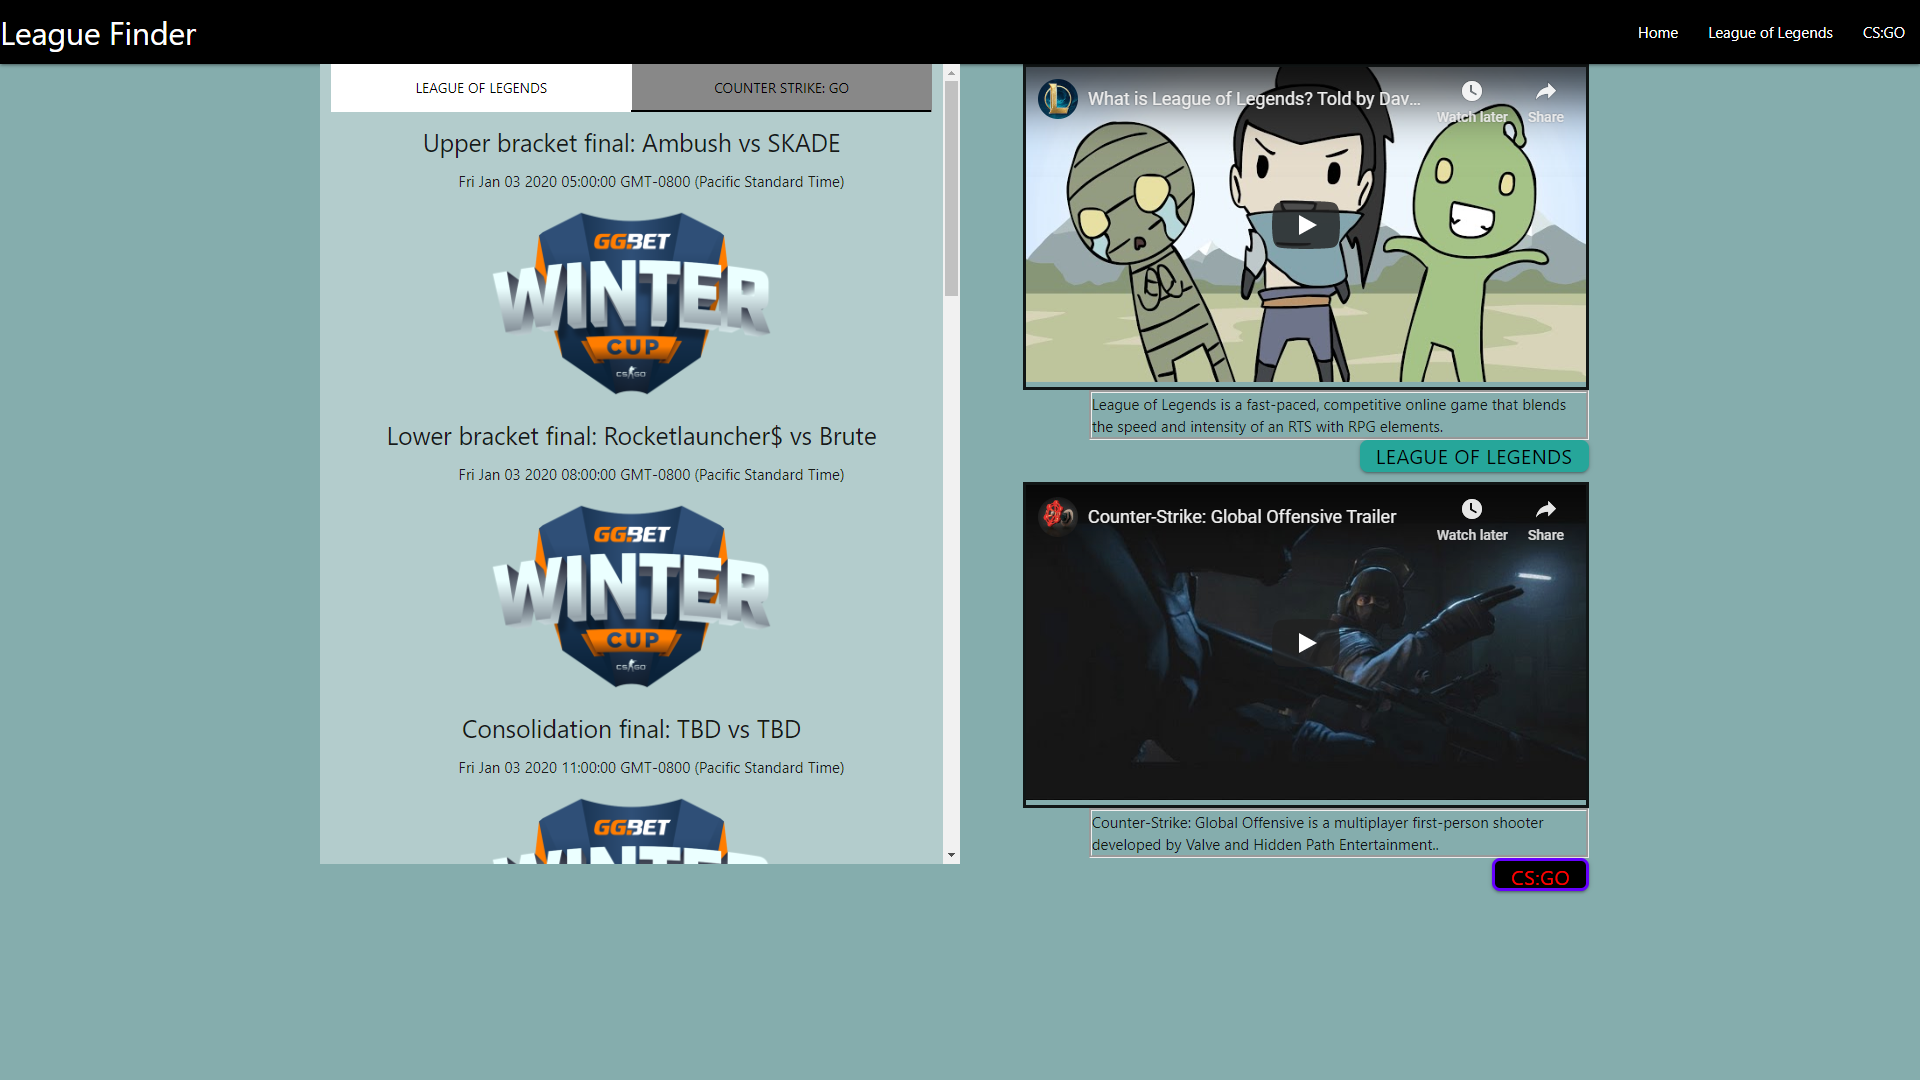 League Finder
Home
League of Legends
CS:GO
LEAGUE OF LEGENDS
COUNTER STRIKE: GO
Upper bracket final: Ambush vs SKADE
Fri Jan 03 2020 05:00:00 GMT-0800 (Pacific Standard Time)
GG.BET
WINTER
CUP
CS:GO
Lower bracket final: Rocketlauncher$ vs Brute
Fri Jan 03 2020 08:00:00 GMT-0800 (Pacific Standard Time)
GG.BET
WINTER
CUP
CS:GO
Consolidation final: TBD vs TBD
Fri Jan 03 2020 11:00:00 GMT-0800 (Pacific Standard Time)
GG.BET
WINTER
What is League of Legends? Told by Dav...
Watch later
Share
League of Legends is a fast-paced, competitive online game that blends
the speed and intensity of an RTS with RPG elements.
LEAGUE OF LEGENDS
Counter-Strike: Global Offensive Trailer
Watch later
Share
Counter-Strike: Global Offensive is a multiplayer first-person shooter
developed by Valve and Hidden Path Entertainment..
CS:GO